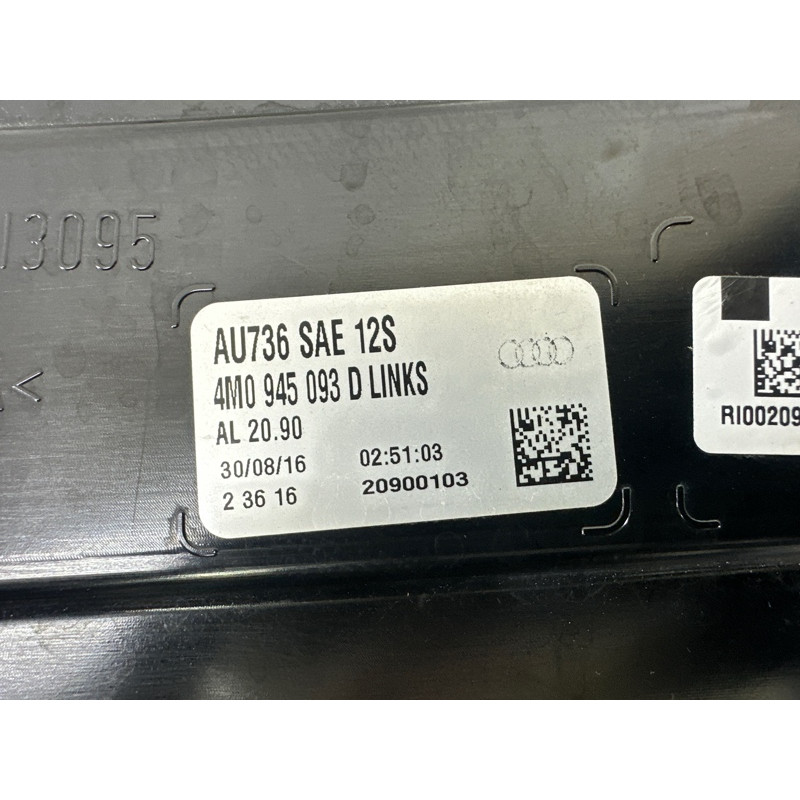 13095
AU736 SAE 12S
4M0 945 093 D LINKS
AL 20.90
30/08/16 02:51:03
2 36 16 20900103
RI00209
<